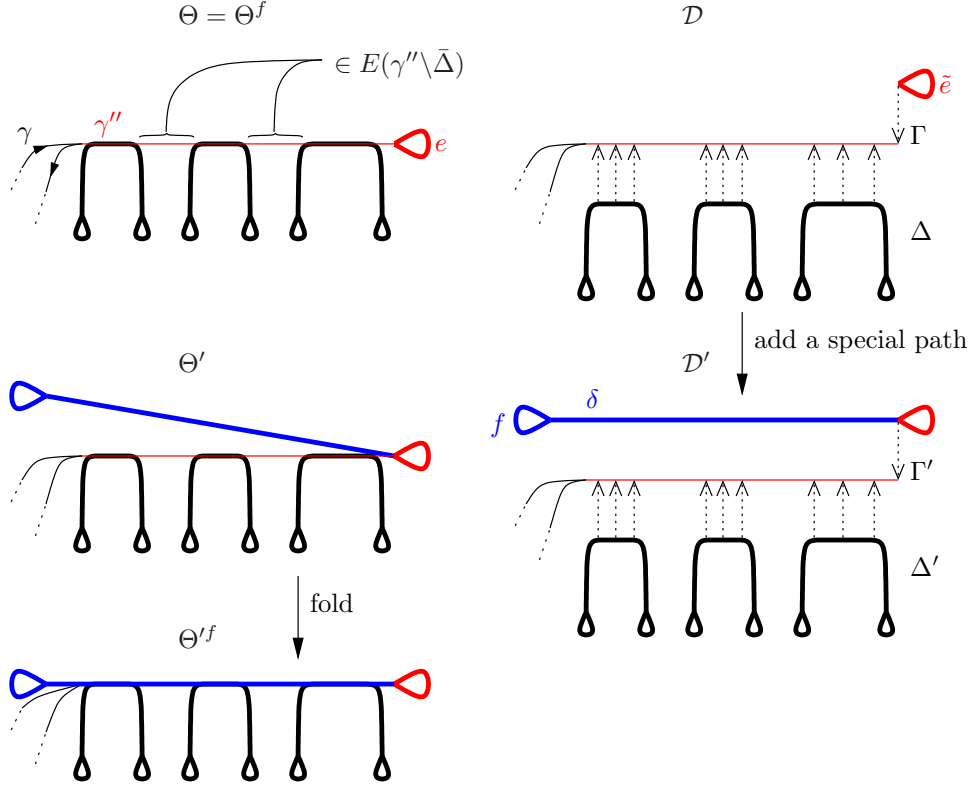 Θ = Θ^f
𝒟
∈ E(γ''\Δ̄)
ẽ
γ
γ''
e
Γ
Δ
add a special path
Θ'
𝒟'
f
δ
Γ'
Δ'
fold
Θ'^f